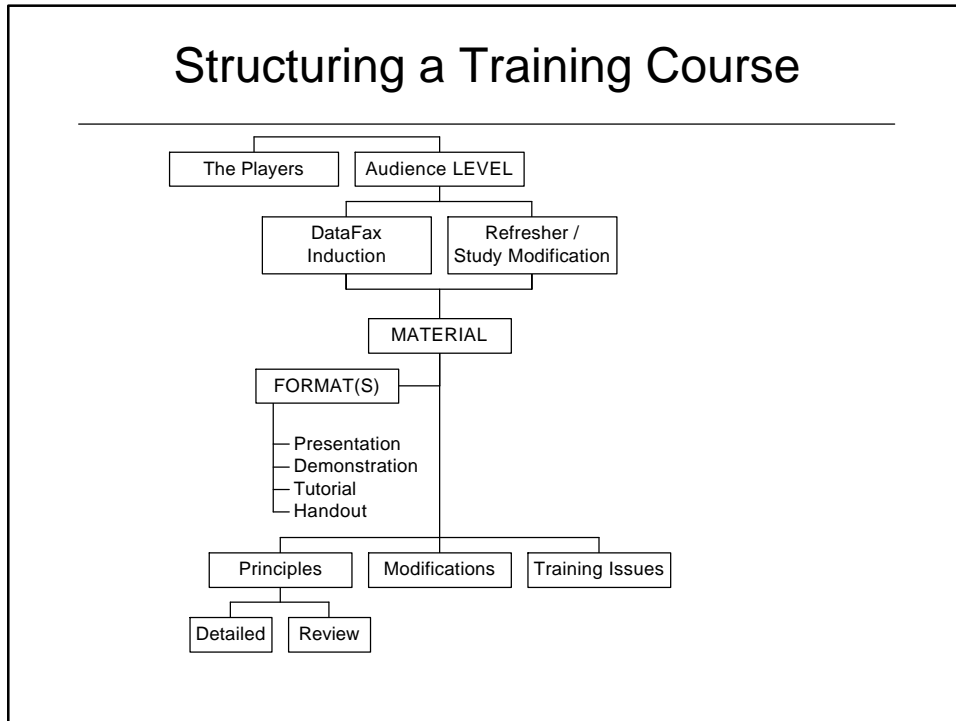 Structuring a Training Course
The Players
Audience LEVEL
DataFax
Induction
Refresher /
Study Modification
MATERIAL
FORMAT(S)
Presentation
Demonstration
Tutorial
Handout
Principles
Modifications
Training Issues
Detailed
Review